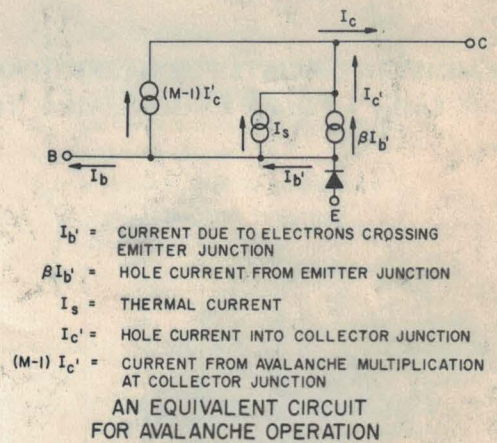 I_c
C
(M-1) I'_c
I_c'
I_s
βI_b'
B
I_b
I_b'
E
I_b' = CURRENT DUE TO ELECTRONS CROSSING
EMITTER JUNCTION
βI_b' = HOLE CURRENT FROM EMITTER JUNCTION
I_s = THERMAL CURRENT
I_c' = HOLE CURRENT INTO COLLECTOR JUNCTION
(M-1) I_c' = CURRENT FROM AVALANCHE MULTIPLICATION
AT COLLECTOR JUNCTION
AN EQUIVALENT CIRCUIT
FOR AVALANCHE OPERATION